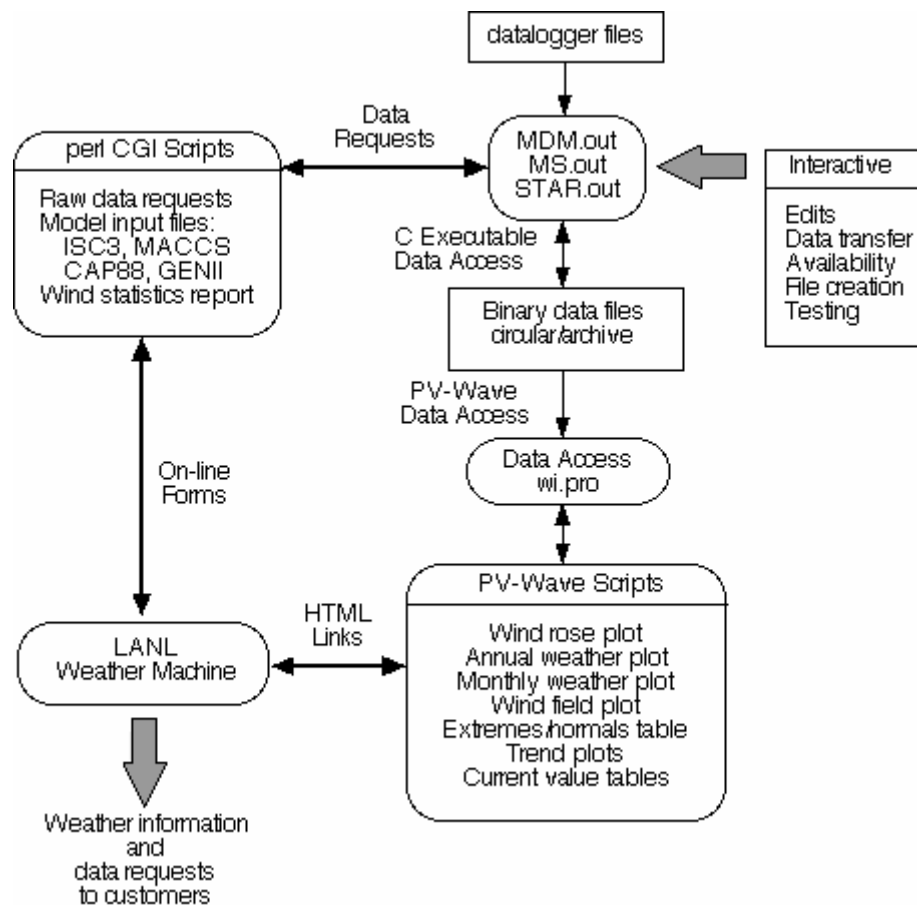 datalogger files
Data
Requests
perl CGI Scripts
Raw data requests
Model input files:
ISC3, MACCS
CAP88, GENII
Wind statistics report
MDM.out
MS.out
STAR.out
Interactive
Edits
Data transfer
Availability
File creation
Testing
C Executable
Data Access
Binary data files
circular/archive
PV-Wave
Data Access
Data Access
wi.pro
On-line
Forms
PV-Wave Scripts
Wind rose plot
Annual weather plot
Monthly weather plot
Wind field plot
Extremes/normals table
Trend plots
Current value tables
HTML
Links
LANL
Weather Machine
Weather information
and
data requests
to customers